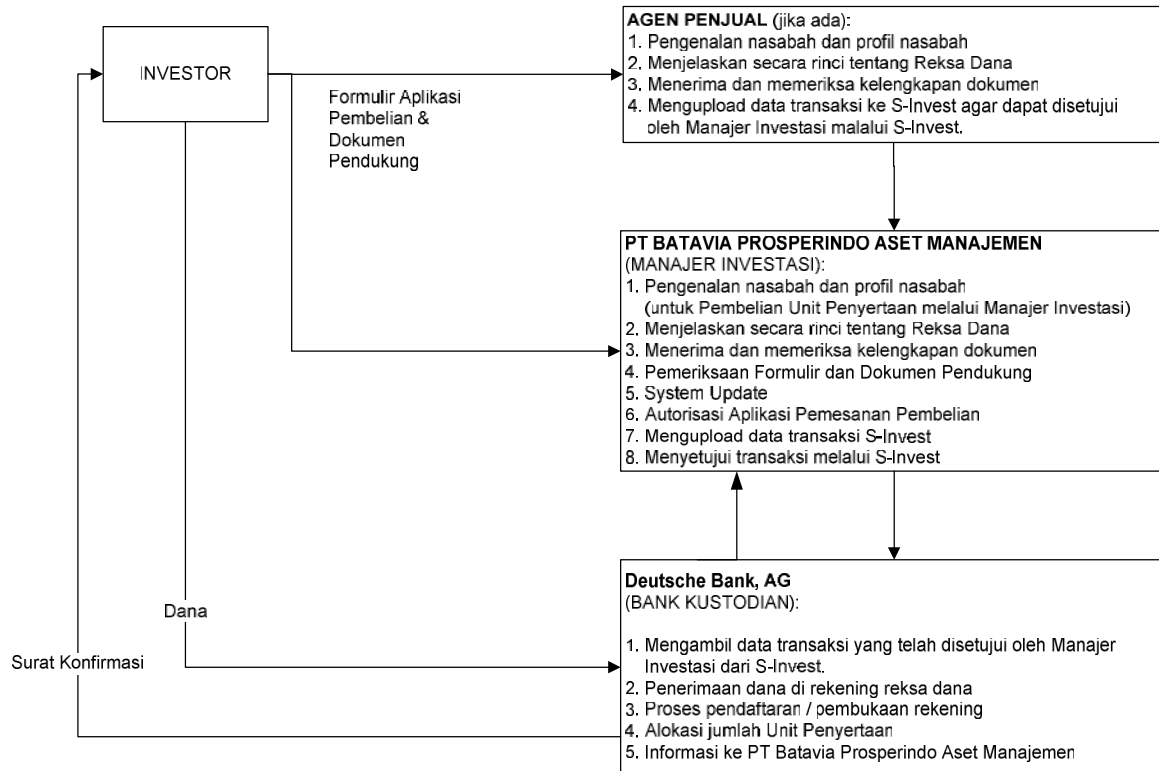 INVESTOR
Formulir Aplikasi
Pembelian &
Dokumen
Pendukung
AGEN PENJUAL (jika ada):
1. Pengenalan nasabah dan profil nasabah
2. Menjelaskan secara rinci tentang Reksa Dana
3. Menerima dan memeriksa kelengkapan dokumen
4. Mengupload data transaksi ke S-Invest agar dapat disetujui
oleh Manajer Investasi malalui S-Invest.
PT BATAVIA PROSPERINDO ASET MANAJEMEN
(MANAJER INVESTASI):
1. Pengenalan nasabah dan profil nasabah
(untuk Pembelian Unit Penyertaan melalui Manajer Investasi)
2. Menjelaskan secara rinci tentang Reksa Dana
3. Menerima dan memeriksa kelengkapan dokumen
4. Pemeriksaan Formulir dan Dokumen Pendukung
5. System Update
6. Autorisasi Aplikasi Pemesanan Pembelian
7. Mengupload data transaksi S-Invest
8. Menyetujui transaksi melalui S-Invest
Dana
Surat Konfirmasi
Deutsche Bank, AG
(BANK KUSTODIAN):
1. Mengambil data transaksi yang telah disetujui oleh Manajer
Investasi dari S-Invest.
2. Penerimaan dana di rekening reksa dana
3. Proses pendaftaran / pembukaan rekening
4. Alokasi jumlah Unit Penyertaan
5. Informasi ke PT Batavia Prosperindo Aset Manajemen